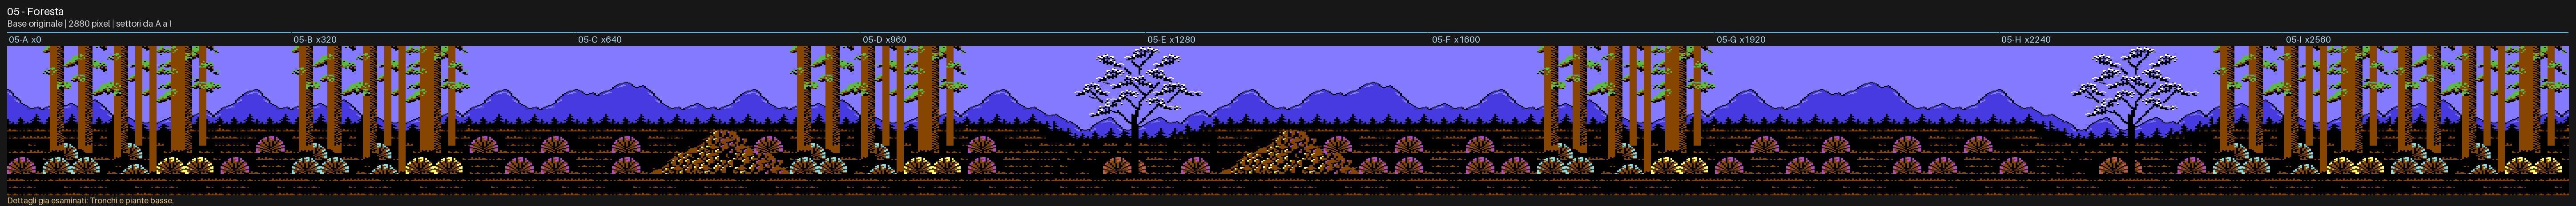 05 - Foresta
Base originale | 2880 pixel | settori da A a I
05-A x0 05-B x320 05-C x640 05-D x960 05-E x1280 05-F x1600 05-G x1920 05-H x2240 05-I x2560
Dettagli gia esaminati: Tronchi e piante basse.